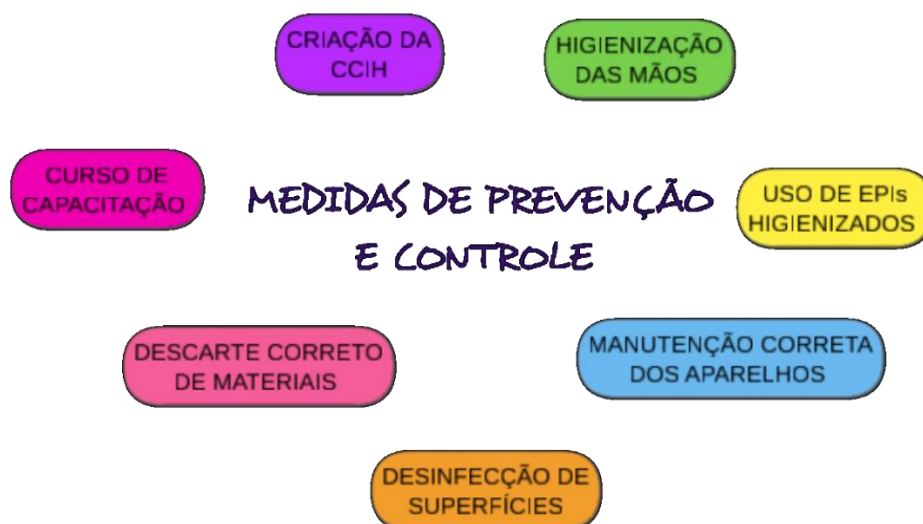 CRIAÇÃO DA
CCIH
HIGIENIZAÇÃO
DAS MÃOS
CURSO DE
CAPACITAÇÃO
MEDIDAS DE PREVENÇÃO
E CONTROLE
USO DE EPIs
HIGIENIZADOS
DESCARTE CORRETO
DE MATERIAIS
MANUTENÇÃO CORRETA
DOS APARELHOS
DESINFECÇÃO DE
SUPERFÍCIES